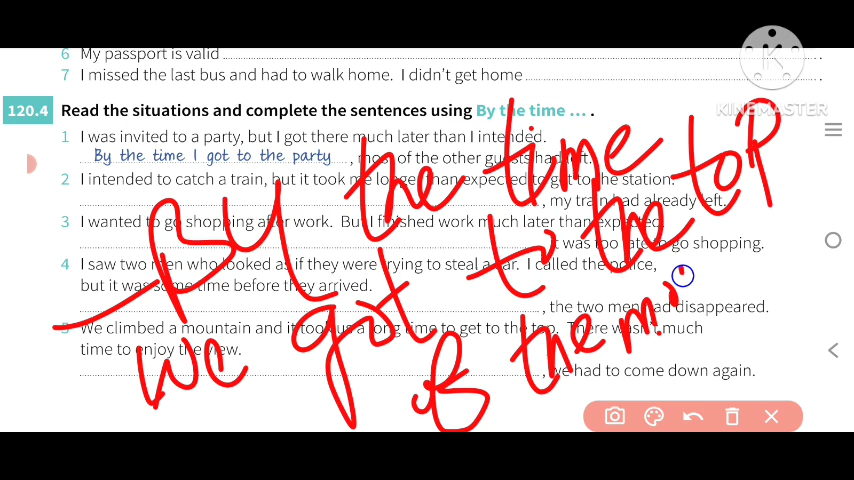 6 My passport is valid .
7 I missed the last bus and had to walk home. I didn't get home .
KINEMASTER
120.4 Read the situations and complete the sentences using By the time ... .
1 I was invited to a party, but I got there much later than I intended.
By the time I got to the party , most of the other guests had left.
2 I intended to catch a train, but it took me longer than expected to get to the station.
, my train had already left.
3 I wanted to go shopping after work. But I finished work much later than expected.
, it was too late to go shopping.
4 I saw two men who looked as if they were trying to steal a car. I called the police,
but it was some time before they arrived.
, the two men had disappeared.
5 We climbed a mountain and it took us a long time to get to the top. There wasn't much
time to enjoy the view.
, we had to come down again.
By the time
we got to the top
of the